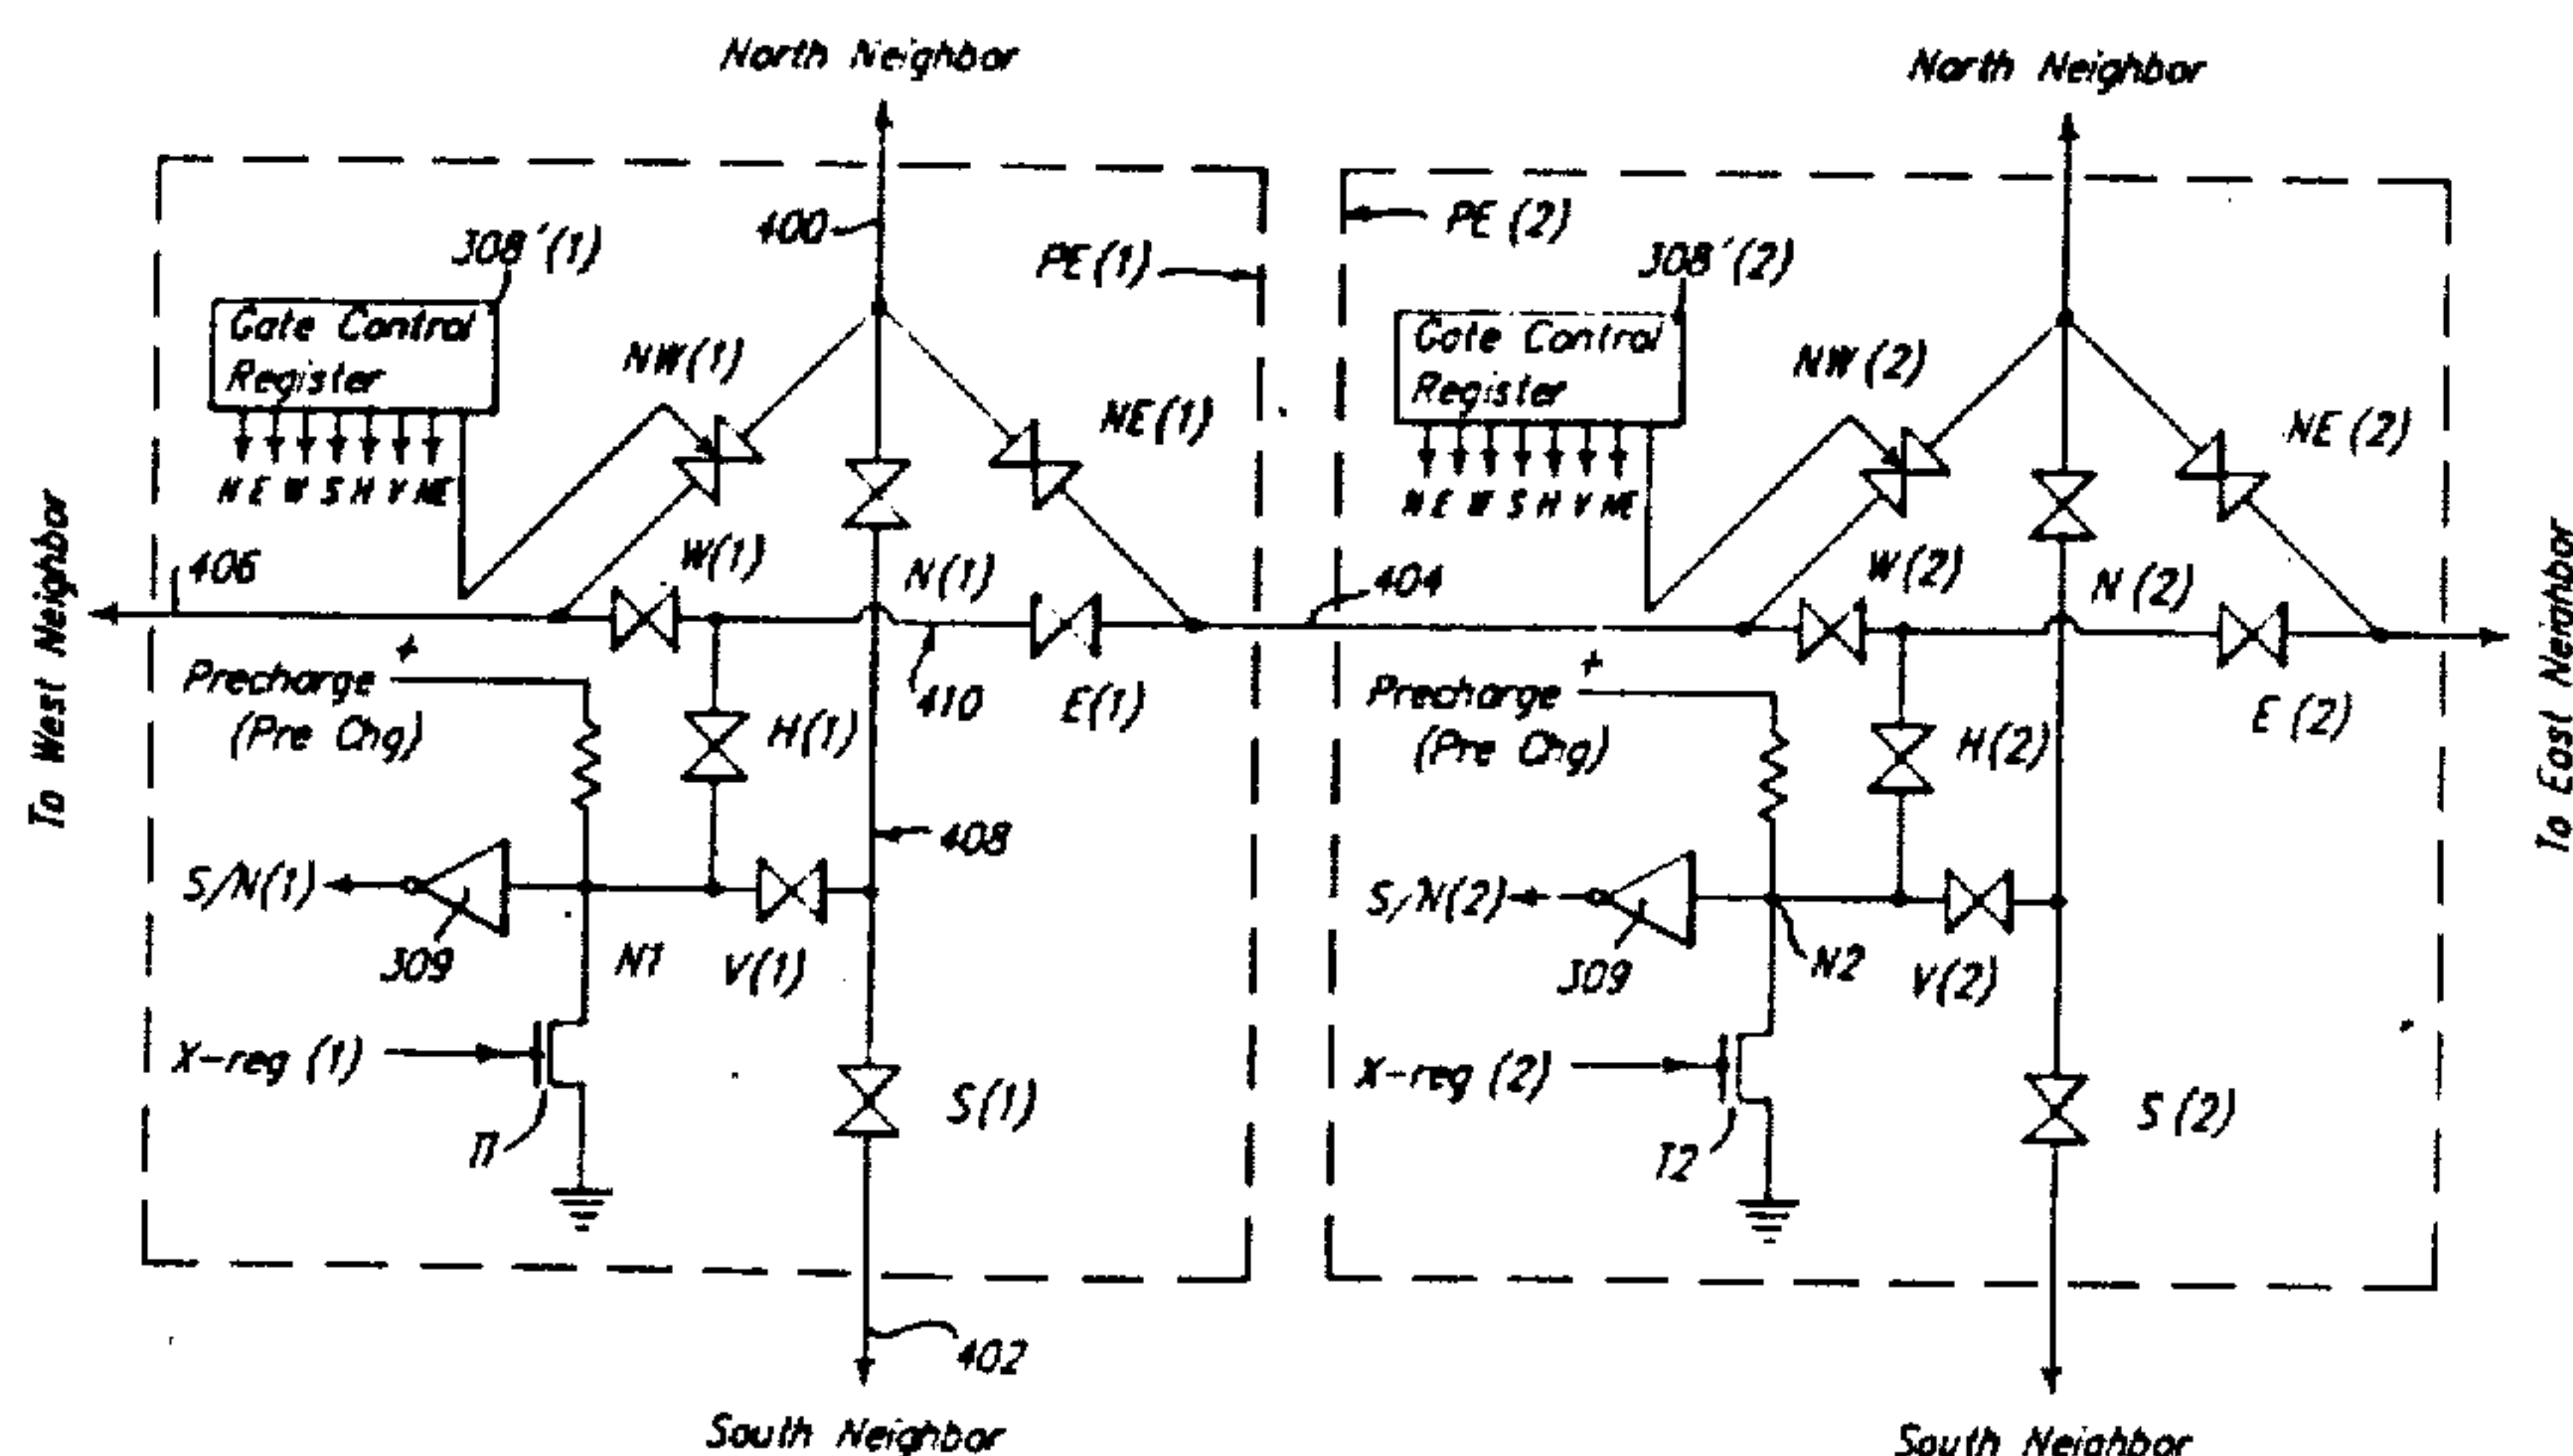 North Neighbor
North Neighbor
400
PE(1)
PE (2)
308'(1)
308'(2)
Gate Control
Register
N E W S H V NE
NW(1)
NE(1)
Gate Control
Register
N E W S H V NE
NW(2)
NE(2)
To West Neighbor
406
W(1)
N(1)
404
W(2)
N(2)
To East Neighbor
+
Precharge
(Pre Chg)
H(1)
410
E(1)
+
Precharge
(Pre Chg)
H(2)
E(2)
408
S/N(1)
309
N1
V(1)
S/N(2)
309
N2
V(2)
X-reg (1)
T1
S(1)
X-reg (2)
T2
S(2)
402
South Neighbor
South Neighbor